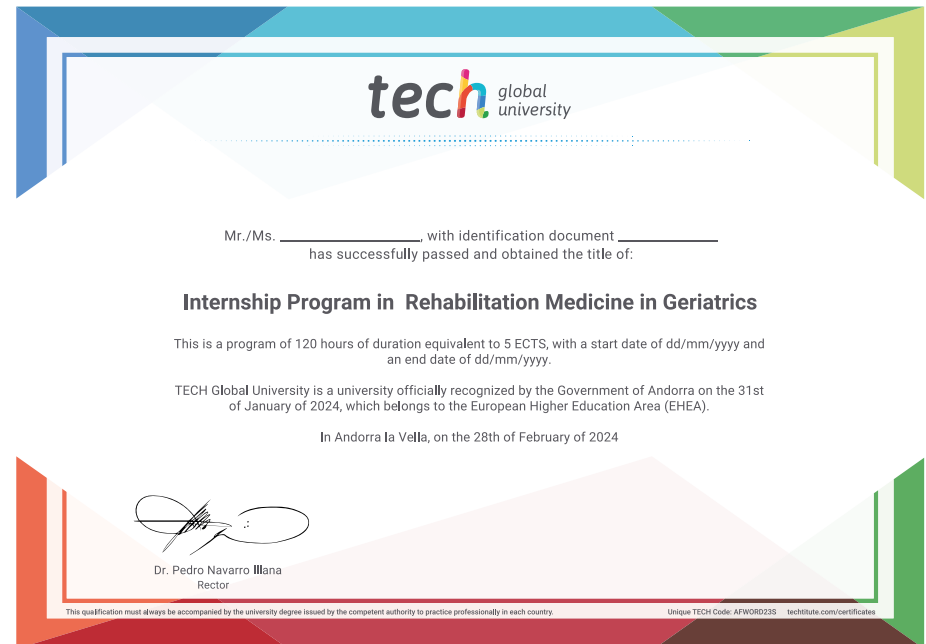 tech global university
Mr./Ms. ____________, with identification document ____________
has successfully passed and obtained the title of:
Internship Program in Rehabilitation Medicine in Geriatrics
This is a program of 120 hours of duration equivalent to 5 ECTS, with a start date of dd/mm/yyyy and
an end date of dd/mm/yyyy.
TECH Global University is a university officially recognized by the Government of Andorra on the 31st
of January of 2024, which belongs to the European Higher Education Area (EHEA).
In Andorra la Vella, on the 28th of February of 2024
Dr. Pedro Navarro Illana
Rector
This qualification must always be accompanied by the university degree issued by the competent authority to practice professionally in each country.
Unique TECH Code: AFWORD23S techtitute.com/certificates